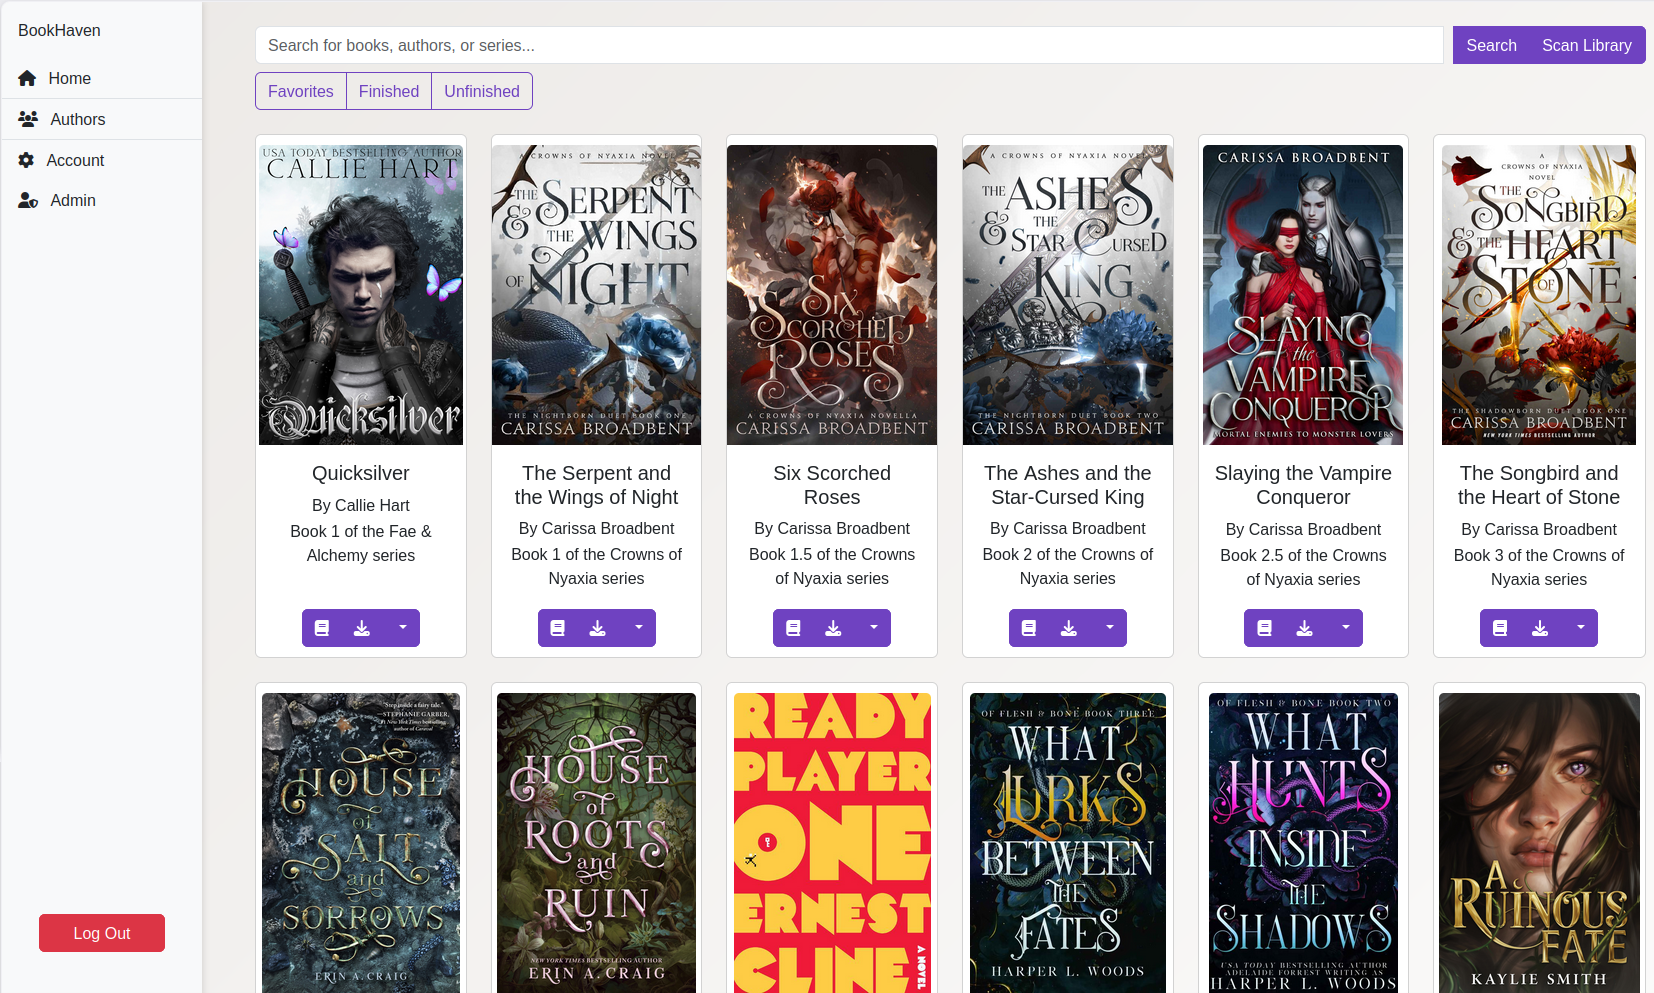 BookHaven
Home
Authors
Account
Admin
Log Out
Search for books, authors, or series...
Search
Scan Library
Favorites
Finished
Unfinished
USA TODAY BESTSELLING AUTHOR
CALLIE HART
Quicksilver
Quicksilver
By Callie Hart
Book 1 of the Fae &
Alchemy series
A CROWNS OF NYAXIA NOVEL
THE SERPENT
& THE WINGS
OF NIGHT
THE NIGHTBORN DUET BOOK ONE
CARISSA BROADBENT
The Serpent and
the Wings of Night
By Carissa Broadbent
Book 1 of the Crowns of
Nyaxia series
SIX
SCORCHED
ROSES
A CROWNS OF NYAXIA NOVELLA
CARISSA BROADBENT
Six Scorched
Roses
By Carissa Broadbent
Book 1.5 of the Crowns
of Nyaxia series
A CROWNS OF NYAXIA NOVEL
THE ASHES
& THE
STAR-CURSED
KING
THE NIGHTBORN DUET BOOK TWO
CARISSA BROADBENT
The Ashes and the
Star-Cursed King
By Carissa Broadbent
Book 2 of the Crowns of
Nyaxia series
CARISSA BROADBENT
SLAYING
the
VAMPIRE
CONQUEROR
MORTAL ENEMIES TO MONSTER LOVERS
Slaying the Vampire
Conqueror
By Carissa Broadbent
Book 2.5 of the Crowns
of Nyaxia series
A
CROWNS OF NYAXIA
NOVEL
THE
SONGBIRD
& THE HEART
OF
STONE
THE SHADOWBORN DUET BOOK ONE
CARISSA BROADBENT
NEW YORK TIMES BESTSELLING AUTHOR
The Songbird and
the Heart of Stone
By Carissa Broadbent
Book 3 of the Crowns of
Nyaxia series
"Step inside a fairy tale."
—STEPHANIE GARBER,
#1 New York Times bestselling
author of Caraval
HOUSE
of
SALT
and
SORROWS
ERIN A. CRAIG
HOUSE
of
ROOTS
and
RUIN
NEW YORK TIMES BESTSELLING AUTHOR
ERIN A. CRAIG
READY
PLAYER
ONE
ERNEST
CLINE
A NOVEL
OF FLESH & BONE BOOK THREE
WHAT
LURKS
BETWEEN
THE
FATES
HARPER L. WOODS
OF FLESH & BONE BOOK TWO
WHAT
HUNTS
INSIDE
THE
SHADOWS
USA TODAY BESTSELLING AUTHOR
ADELAIDE FORREST WRITING AS
HARPER L. WOODS
A
RUINOUS
FATE
KAYLIE SMITH